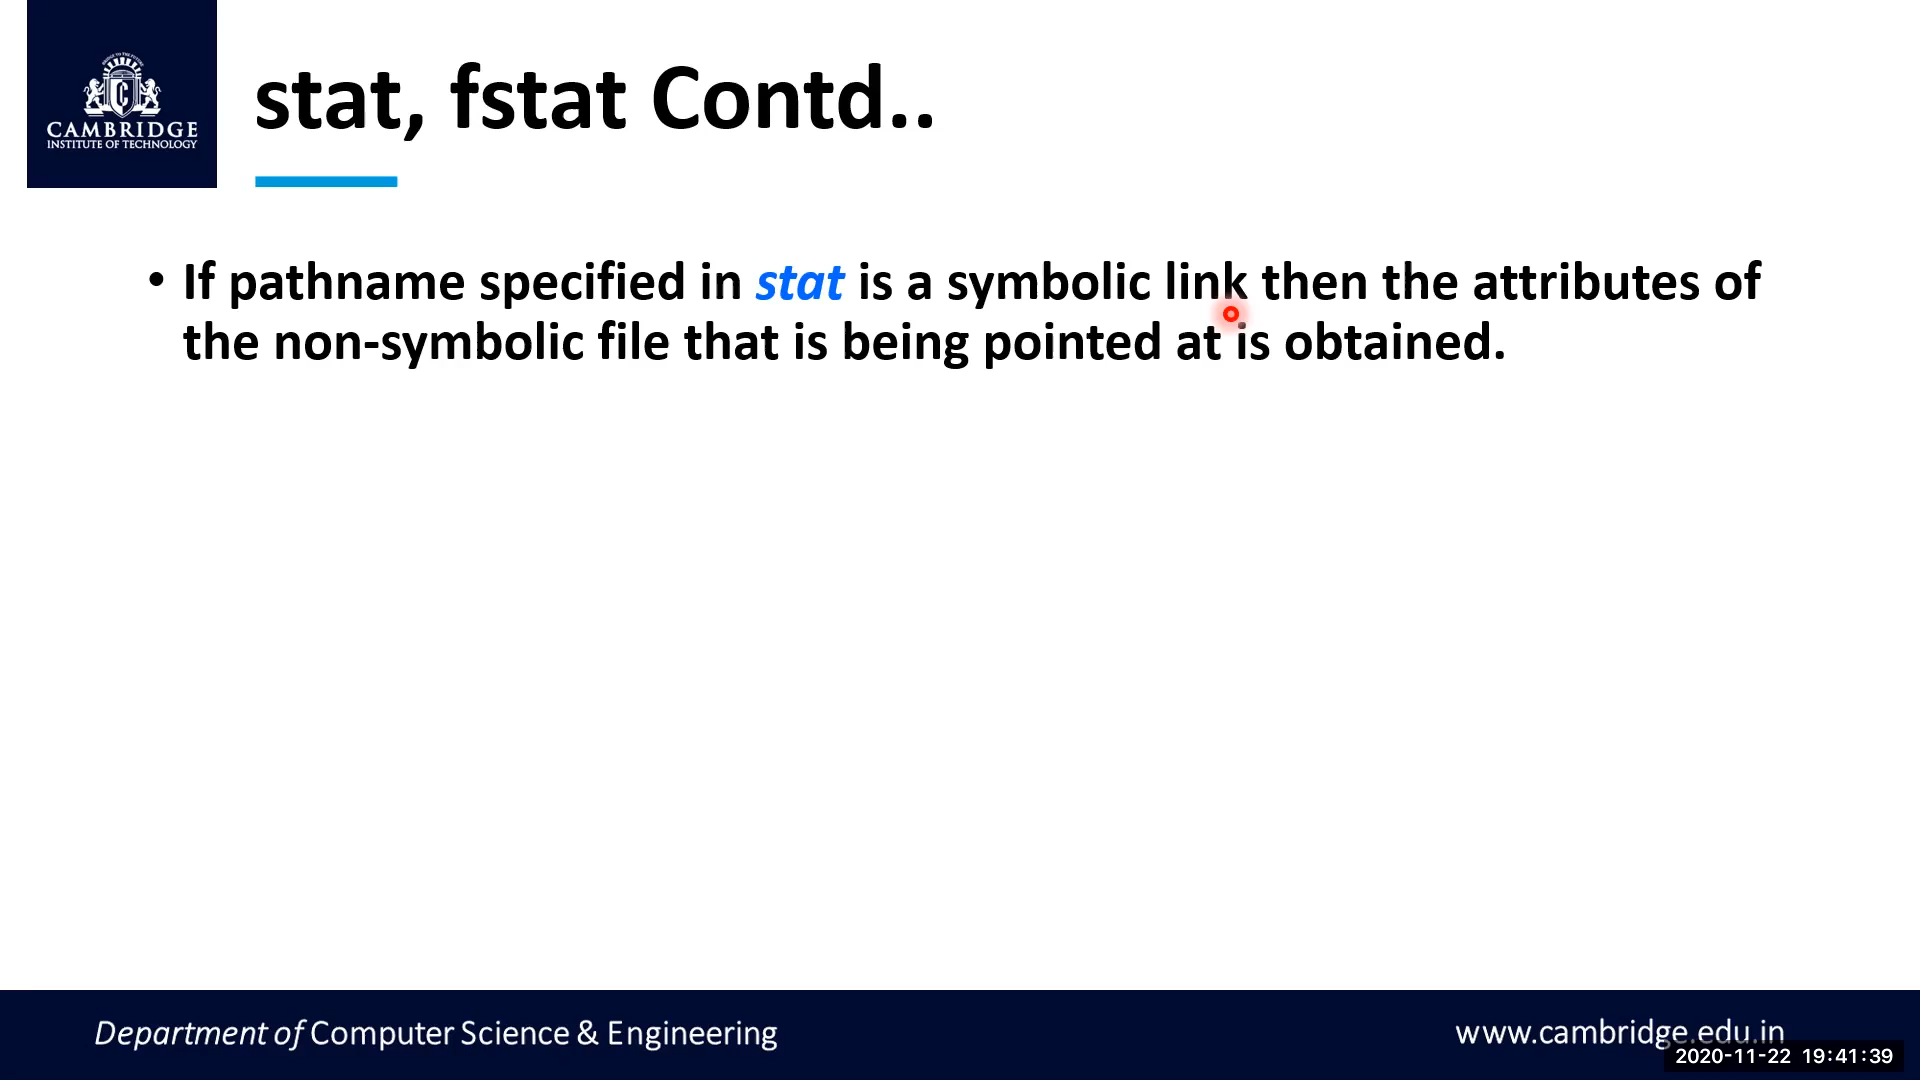 CAMBRIDGE
INSTITUTE OF TECHNOLOGY
stat, fstat Contd..
• If pathname specified in stat is a symbolic link then the attributes of
the non-symbolic file that is being pointed at is obtained.
Department of Computer Science & Engineering
www.cambridge.edu.in
2020-11-22 19:41:39